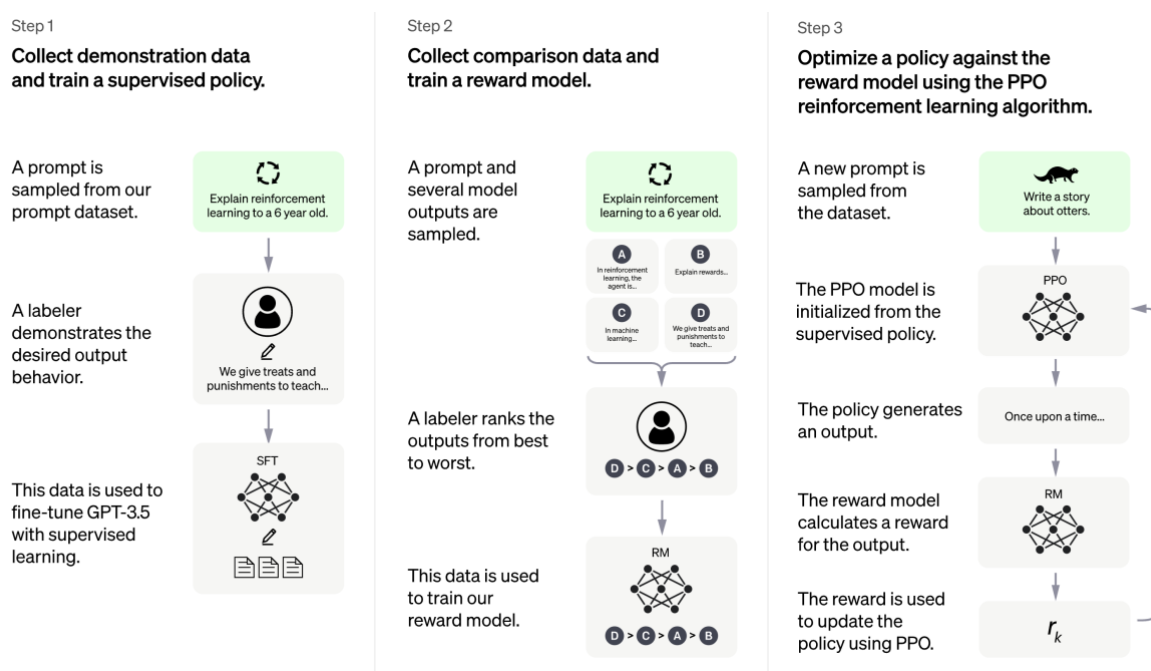 Step 1
Collect demonstration data
and train a supervised policy.
A prompt is
sampled from our
prompt dataset.
Explain reinforcement
learning to a 6 year old.
A labeler
demonstrates the
desired output
behavior.
We give treats and
punishments to teach...
This data is used to
fine-tune GPT-3.5
with supervised
learning.
SFT
Step 2
Collect comparison data and
train a reward model.
A prompt and
several model
outputs are
sampled.
Explain reinforcement
learning to a 6 year old.
A
In reinforcement
learning, the
agent is...
B
Explain rewards...
C
In machine
learning...
D
We give treats and
punishments to
teach...
A labeler ranks the
outputs from best
to worst.
D > C > A > B
This data is used
to train our
reward model.
RM
D > C > A > B
Step 3
Optimize a policy against the
reward model using the PPO
reinforcement learning algorithm.
A new prompt is
sampled from
the dataset.
Write a story
about otters.
The PPO model is
initialized from the
supervised policy.
PPO
The policy generates
an output.
Once upon a time...
The reward model
calculates a reward
for the output.
RM
The reward is used
to update the
policy using PPO.
rk